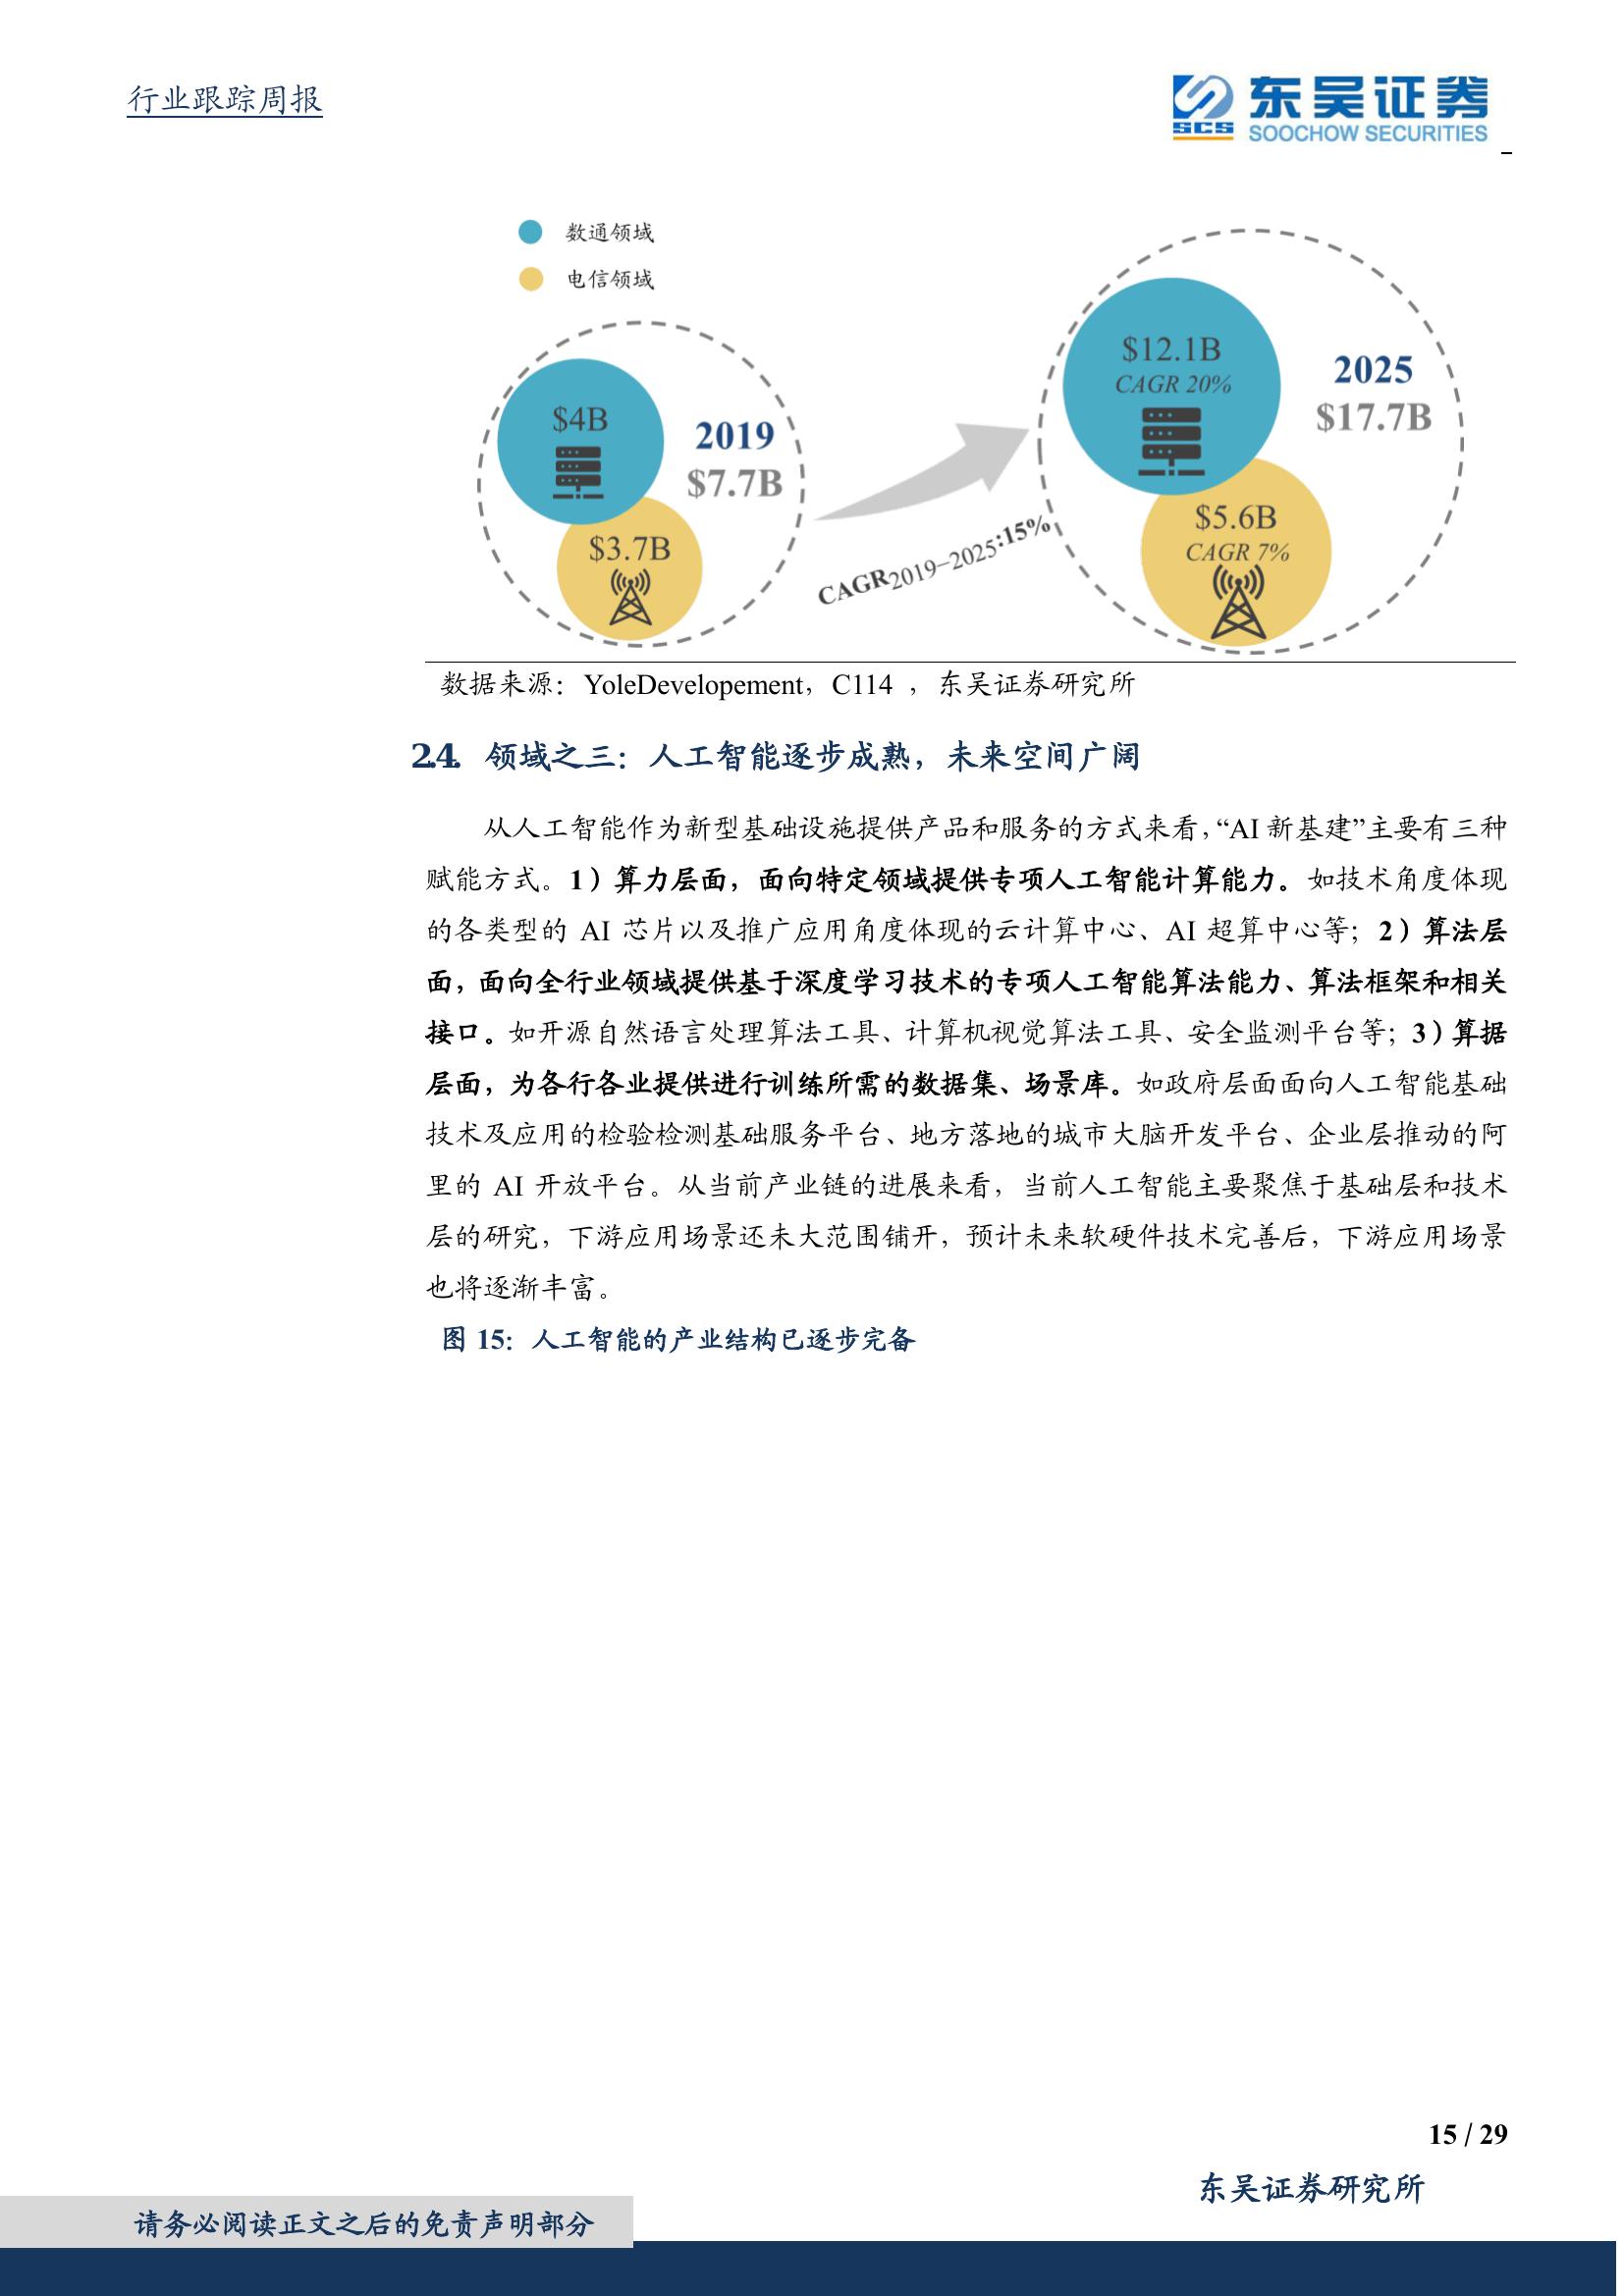 行业跟踪周报
东吴证券
SCS
SOOCHOW SECURITIES
数通领域
电信领域
$4B
2019
$7.7B
$3.7B
CAGR2019–2025:15%
$12.1B
CAGR 20%
2025
$17.7B
$5.6B
CAGR 7%
数据来源：YoleDevelopement，C114 ，东吴证券研究所
2.4. 领域之三：人工智能逐步成熟，未来空间广阔
从人工智能作为新型基础设施提供产品和服务的方式来看，“AI 新基建”主要有三种
赋能方式。1）算力层面，面向特定领域提供专项人工智能计算能力。如技术角度体现
的各类型的 AI 芯片以及推广应用角度体现的云计算中心、AI 超算中心等；2）算法层
面，面向全行业领域提供基于深度学习技术的专项人工智能算法能力、算法框架和相关
接口。如开源自然语言处理算法工具、计算机视觉算法工具、安全监测平台等；3）算据
层面，为各行各业提供进行训练所需的数据集、场景库。如政府层面面向人工智能基础
技术及应用的检验检测基础服务平台、地方落地的城市大脑开发平台、企业层推动的阿
里的 AI 开放平台。从当前产业链的进展来看，当前人工智能主要聚焦于基础层和技术
层的研究，下游应用场景还未大范围铺开，预计未来软硬件技术完善后，下游应用场景
也将逐渐丰富。
图 15：人工智能的产业结构已逐步完备
15 / 29
东吴证券研究所
请务必阅读正文之后的免责声明部分